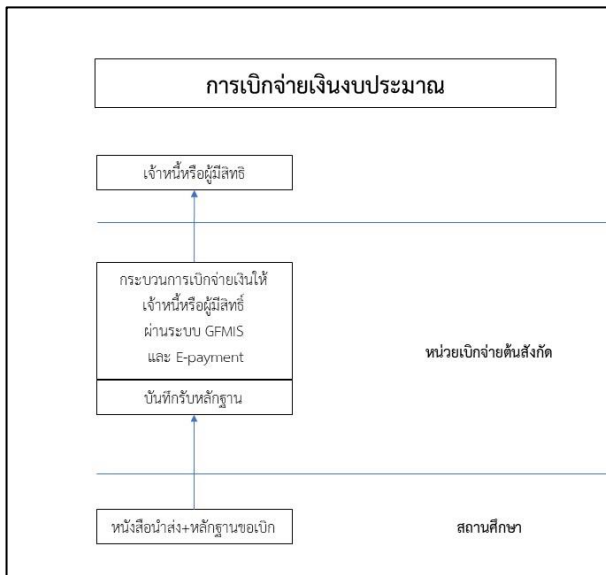 การเบิกจ่ายเงินงบประมาณ
เจ้าหนี้หรือผู้มีสิทธิ
กระบวนการเบิกจ่ายเงินให้
เจ้าหนี้หรือผู้มีสิทธิ์
ผ่านระบบ GFMIS
และ E-payment
หน่วยเบิกจ่ายต้นสังกัด
บันทึกรับหลักฐาน
หนังสือนำส่ง+หลักฐานขอเบิก
สถานศึกษา